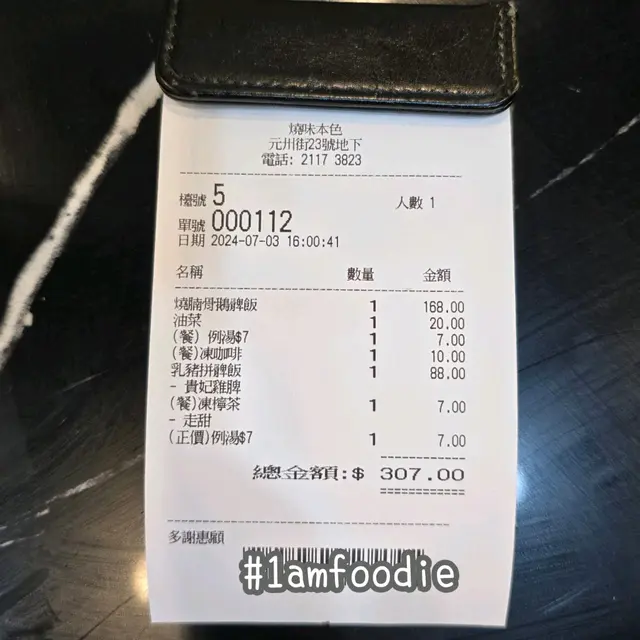 燒味本色
元州街23號地下
電話: 2117 3823
檯號 5 人數 1
單號 000112
日期 2024-07-03 16:00:41
名稱 數量 金額
燒腩骨鵝髀飯 1 168.00
油菜 1 20.00
(餐) 例湯$7 1 7.00
(餐)凍咖啡 1 10.00
乳豬拼髀飯 1 88.00
- 貴妃雞脾
(餐)凍檸茶 1 7.00
- 走甜
(正價)例湯$7 1 7.00
總金額:$ 307.00
多謝惠顧
#1amfoodie